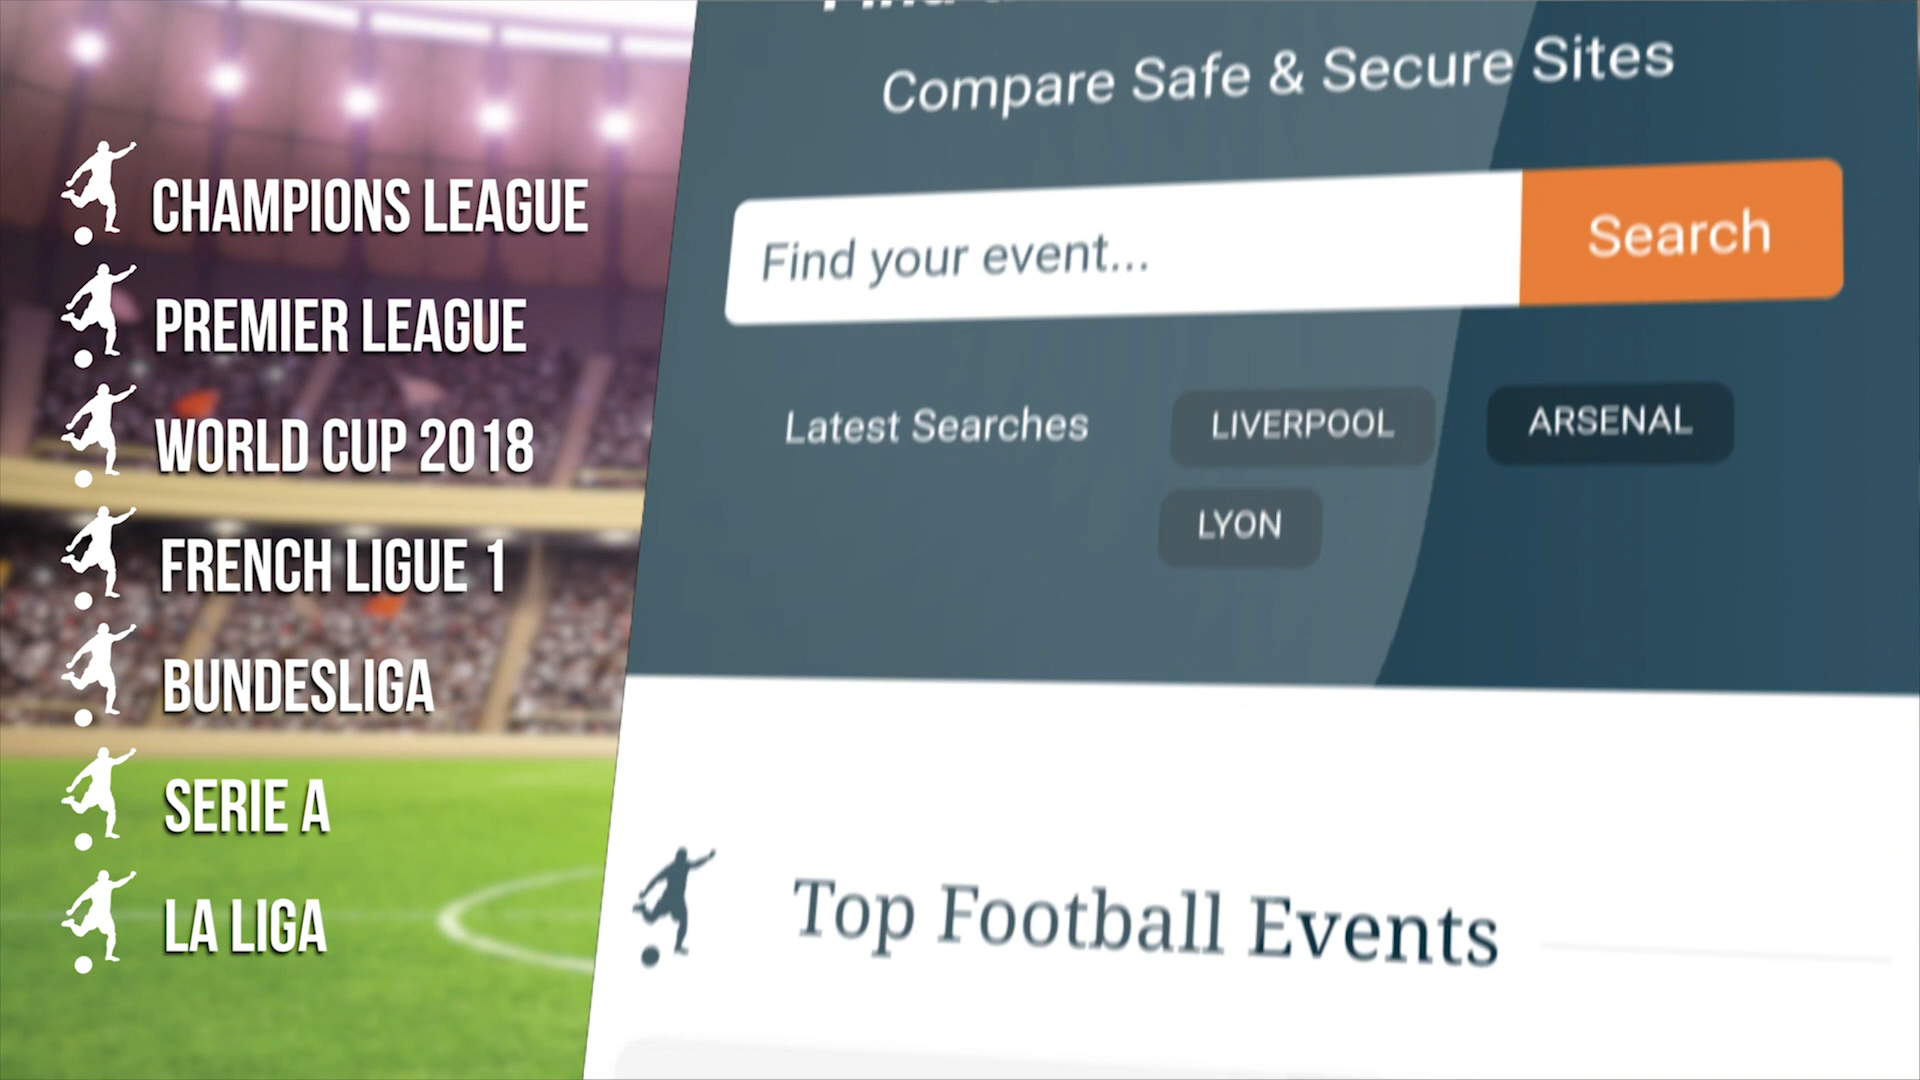 CHAMPIONS LEAGUE
PREMIER LEAGUE
WORLD CUP 2018
FRENCH LIGUE 1
BUNDESLIGA
SERIE A
LA LIGA
Compare Safe & Secure Sites
Find your event...
Search
Latest Searches
LIVERPOOL
ARSENAL
LYON
Top Football Events